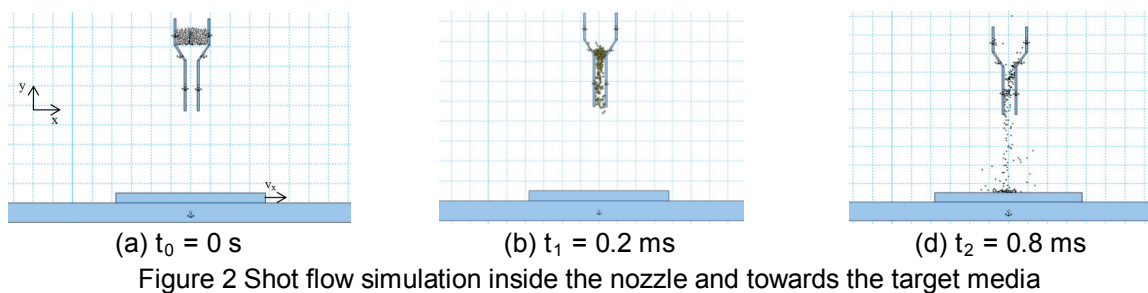 y
x
vx
(a) t0 = 0 s
(b) t1 = 0.2 ms
(d) t2 = 0.8 ms
Figure 2 Shot flow simulation inside the nozzle and towards the target media